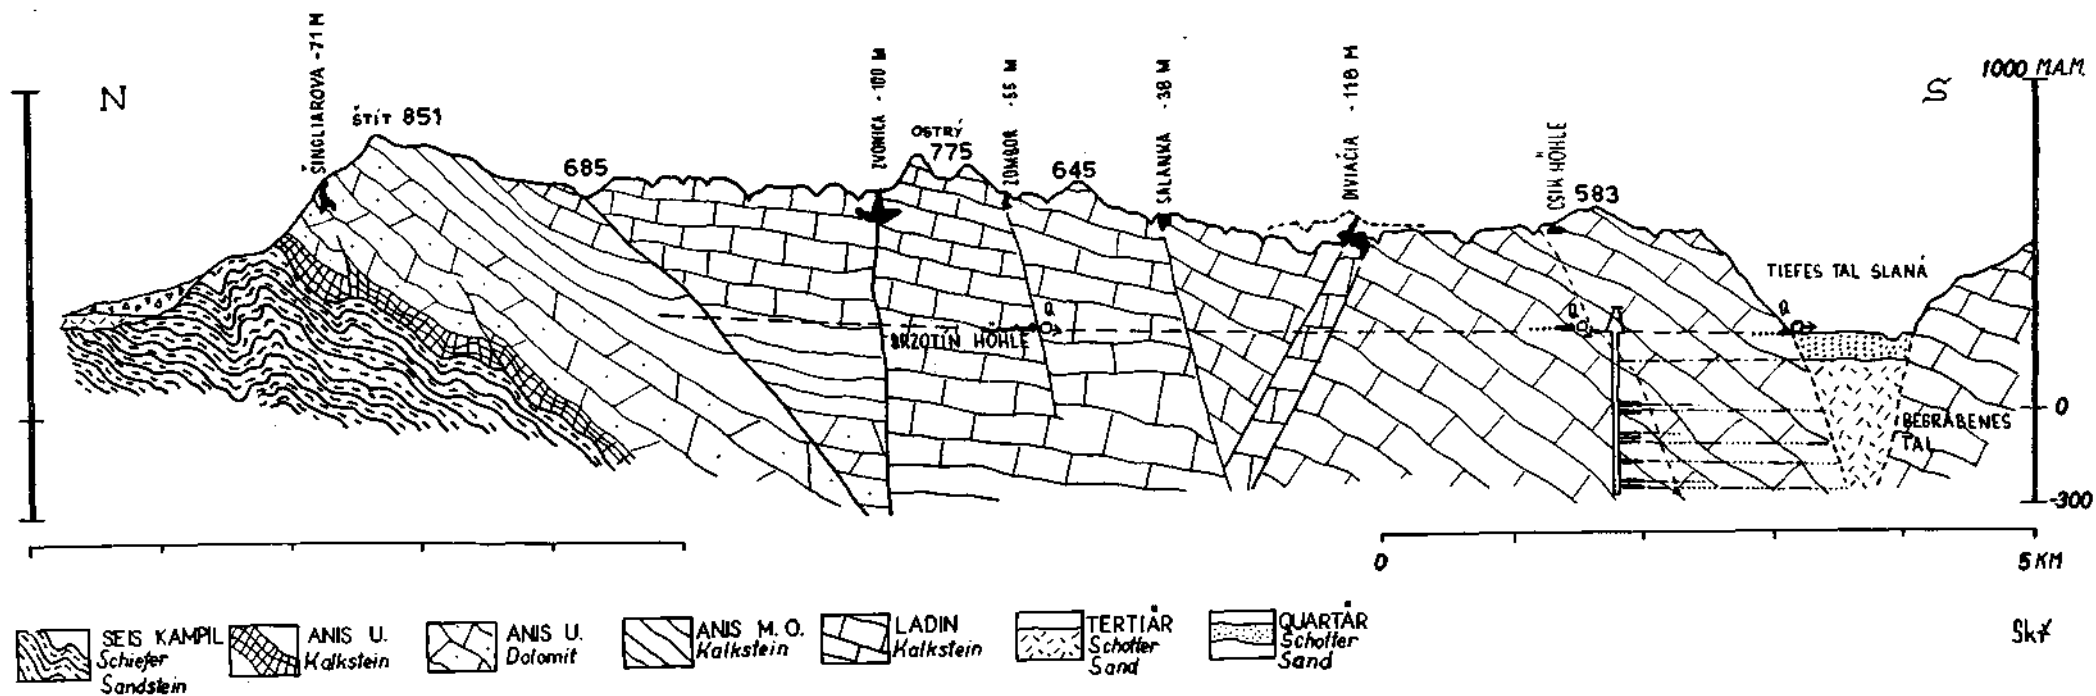 N
ŠINGLIAROVA -71 M
ŠTÍT 851
685
ZVONICA -100 M
OSTRÝ
775
ZOMBOR -55 M
645
SALANKA -38 M
DIVIAČIA -118 M
CSIK HÖHLE
583
S
1000 M.A.M.
TIEFES TAL SLANÁ
Q
Q
Q
BRZOTÍN HÖHLE
0
BEGRABENES
TAL
-300
0
5 KM
SEIS KAMPIL
Schiefer
Sandstein
ANIS U.
Kalkstein
ANIS U.
Dolomit
ANIS M.O.
Kalkstein
LADIN
Kalkstein
TERTIÄR
Schotter
Sand
QUARTÄR
Schotter
Sand